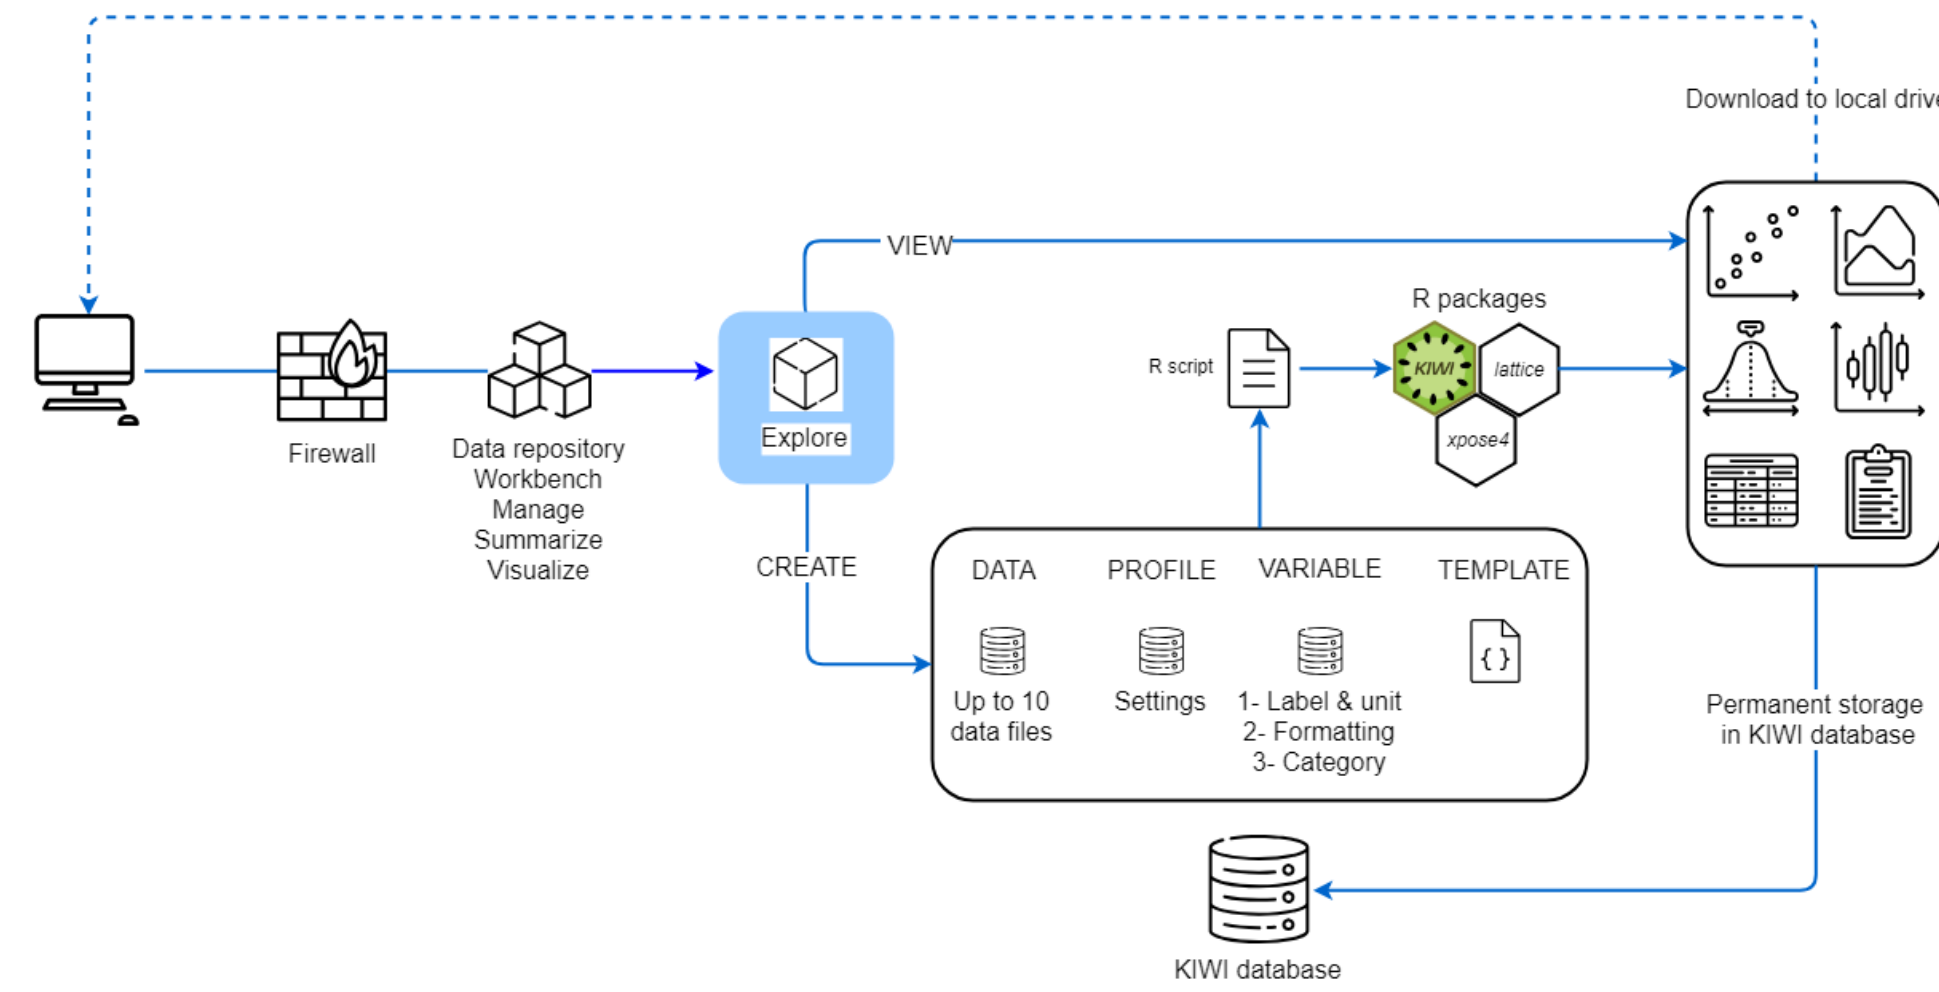 Download to local drive
VIEW
R packages
KIWI
lattice
xpose4
R script
Explore
Firewall
Data repository
Workbench
Manage
Summarize
Visualize
CREATE
DATA
PROFILE
VARIABLE
TEMPLATE
{ }
Up to 10
data files
Settings
1- Label & unit
2- Formatting
3- Category
Permanent storage
in KIWI database
KIWI database